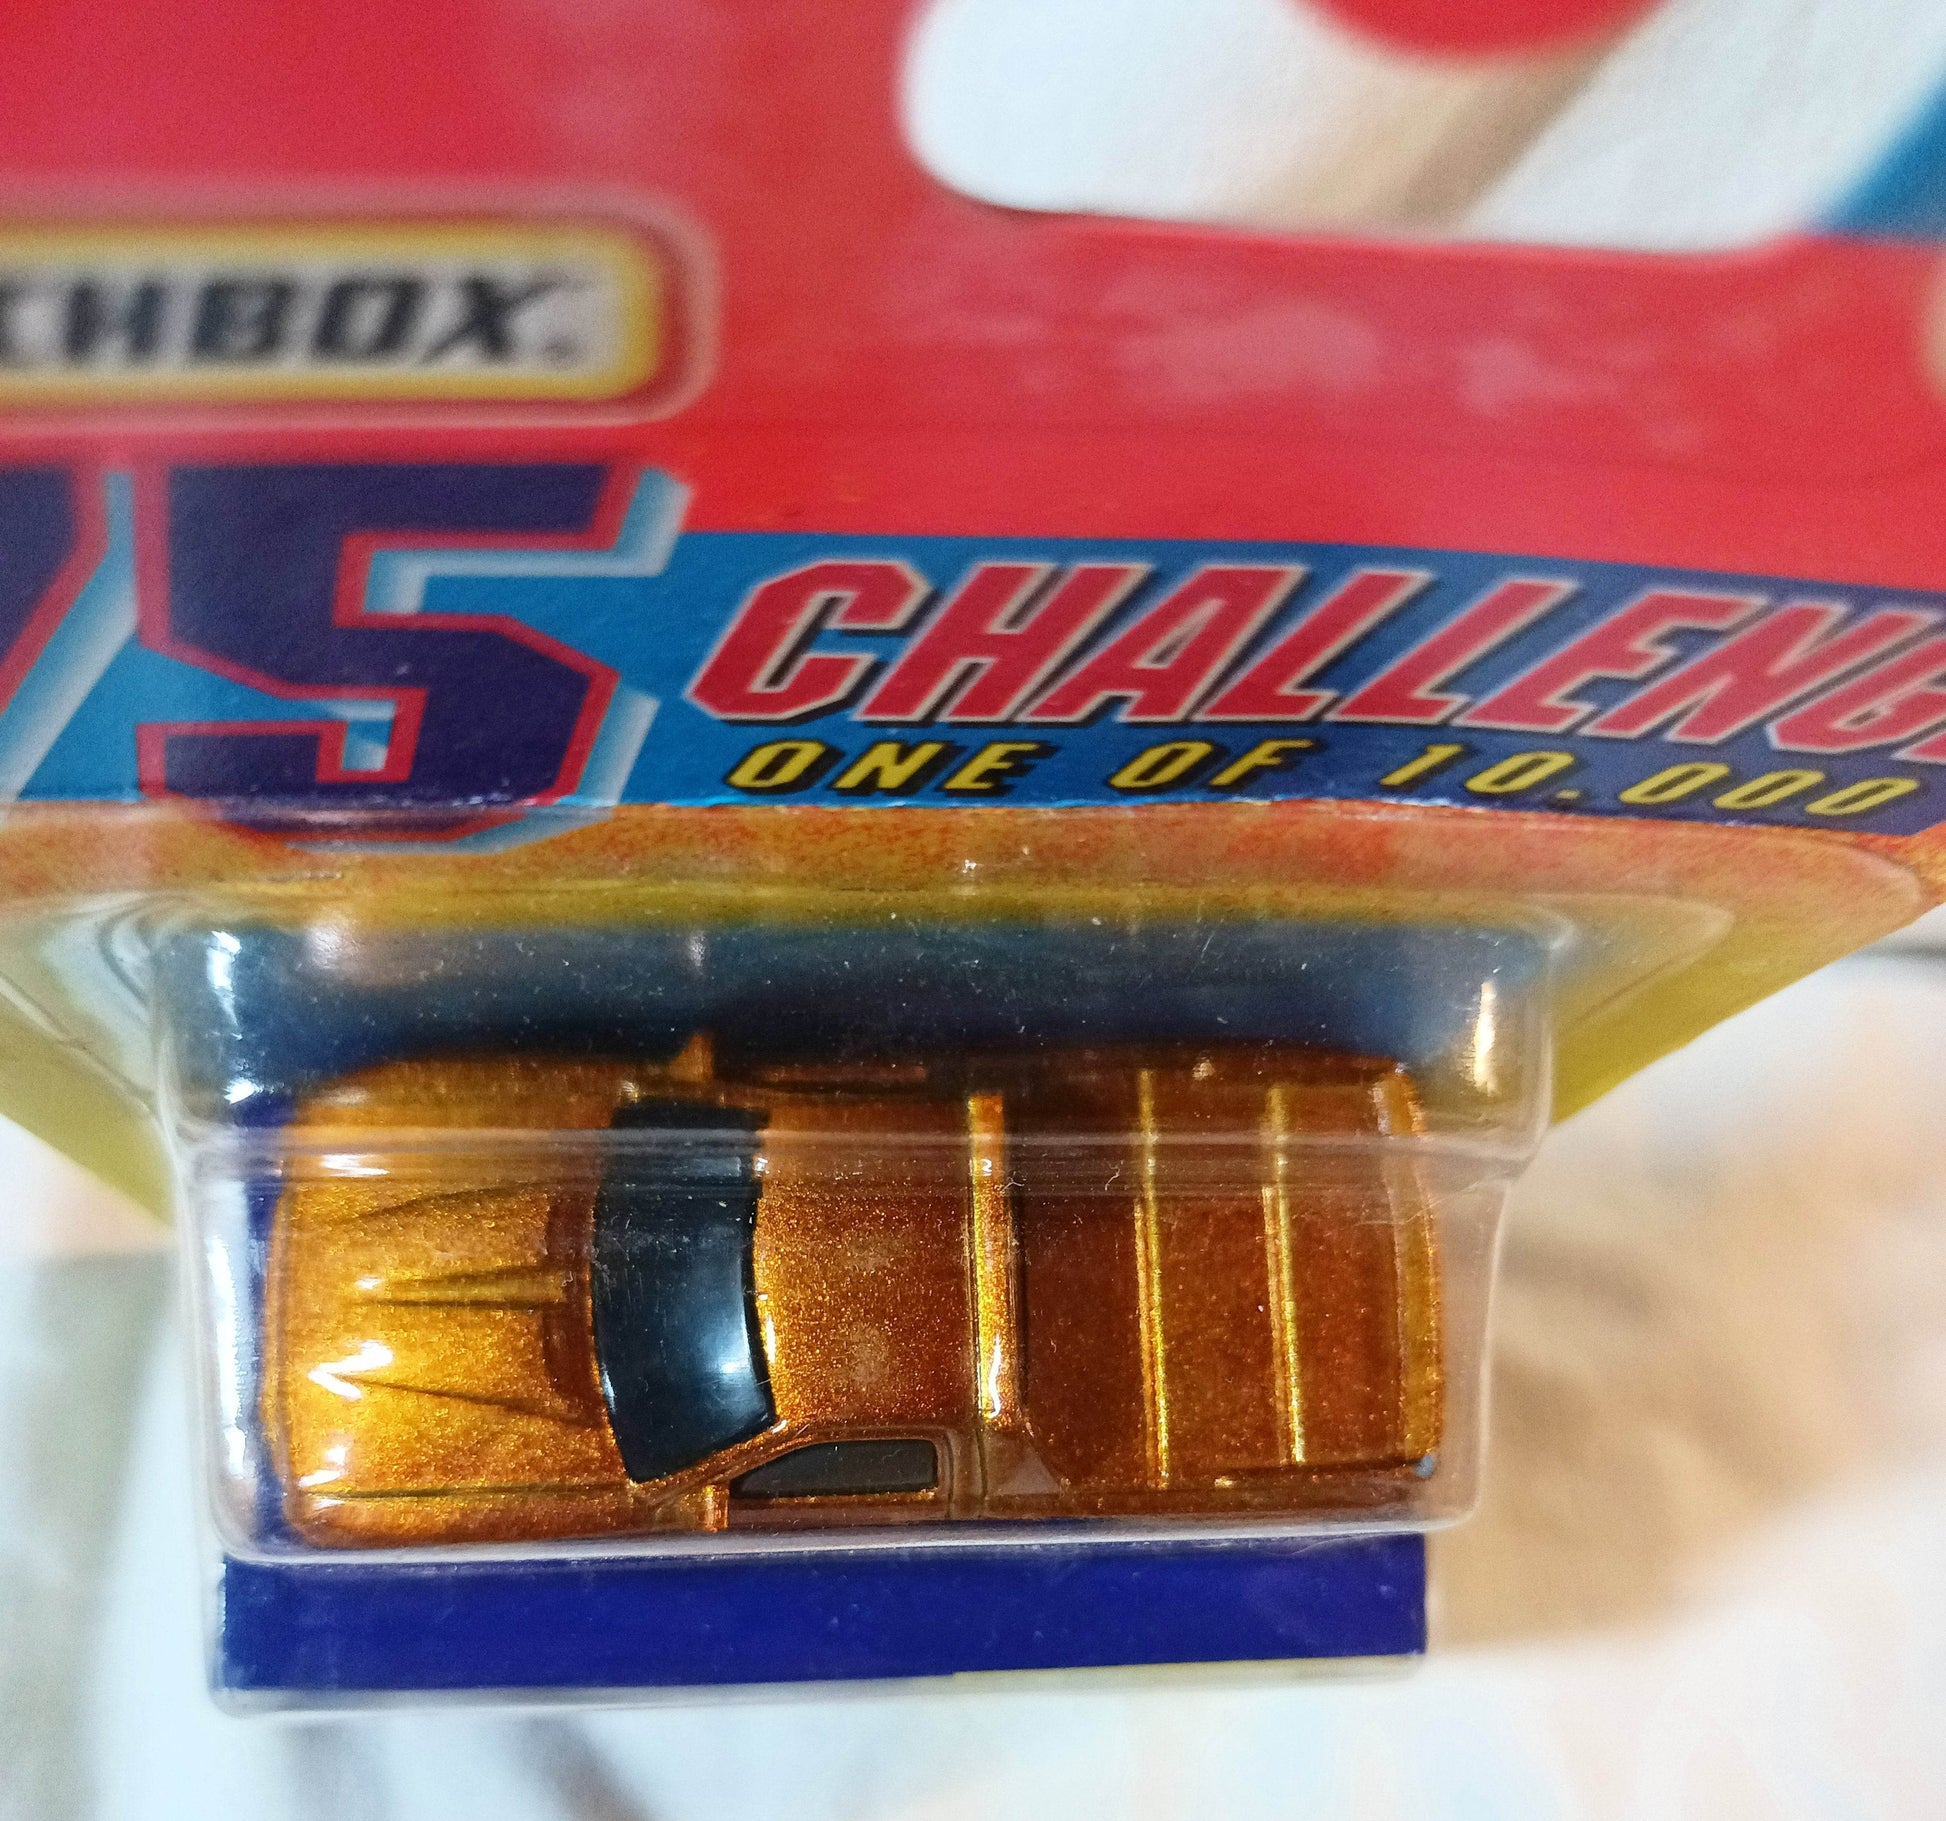 CHBOX
75 CHALLENG
ONE OF 10.000